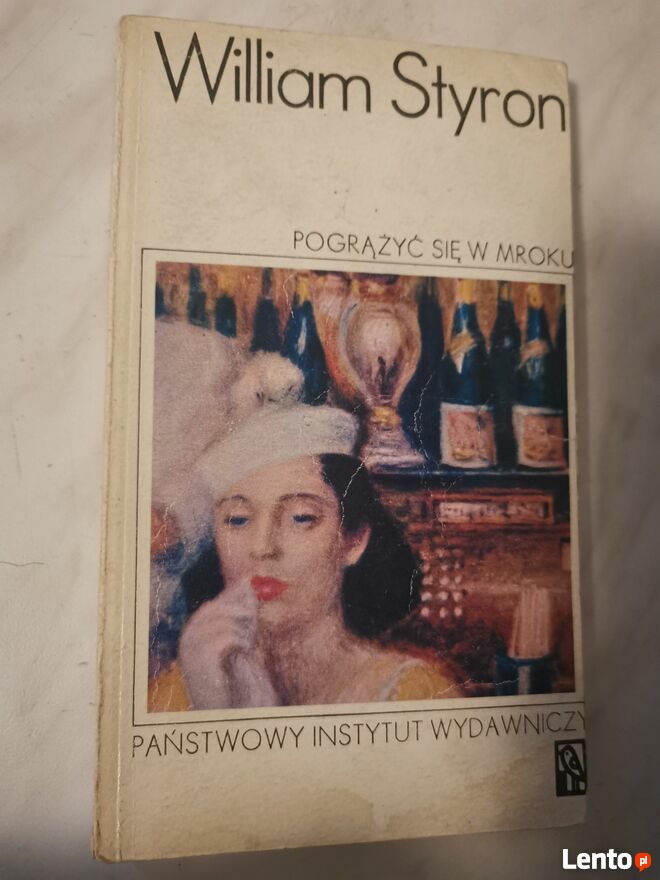 William Styron
POGRĄŻYĆ SIĘ W MROKU
PAŃSTWOWY INSTYTUT WYDAWNICZY
Lento.pl